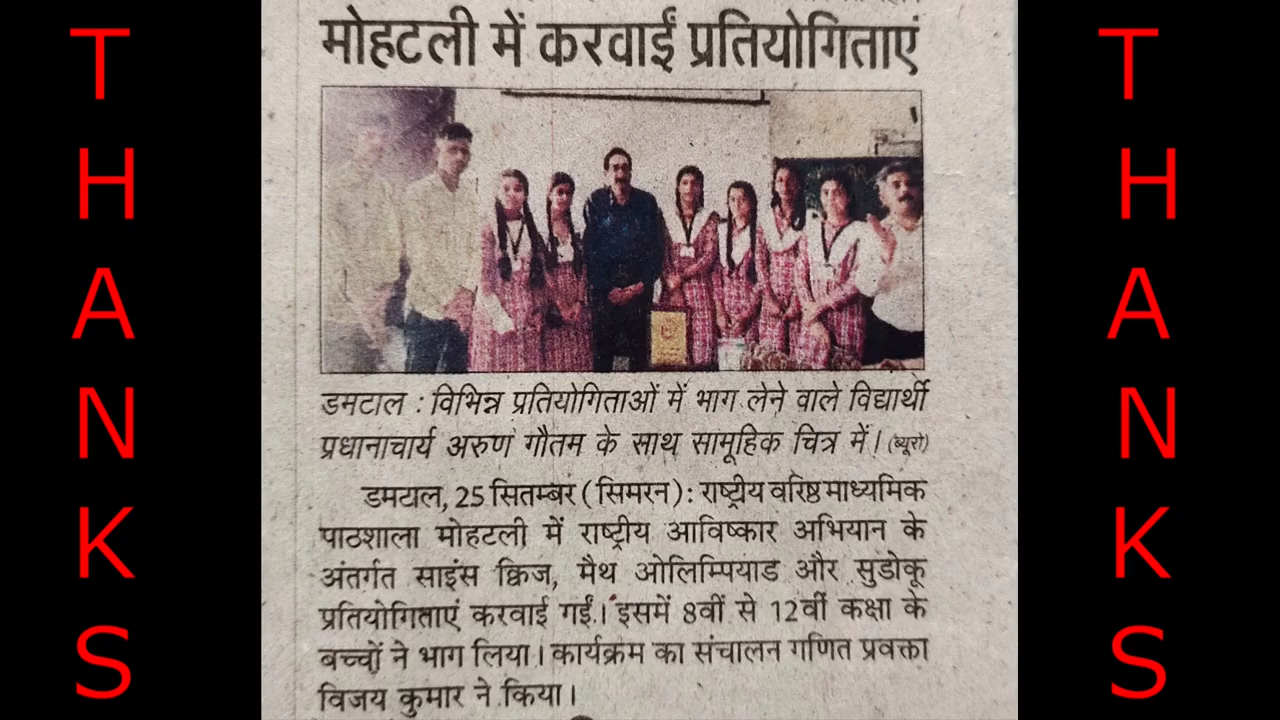 THANKS
मोहटली में करवाईं प्रतियोगिताएं
डमटाल : विभिन्न प्रतियोगिताओं में भाग लेने वाले विद्यार्थी
प्रधानाचार्य अरुण गौतम के साथ सामूहिक चित्र में। (ब्यूरो)
डमटाल, 25 सितम्बर (सिमरन): राष्ट्रीय वरिष्ठ माध्यमिक
पाठशाला मोहटली में राष्ट्रीय आविष्कार अभियान के
अंतर्गत साइंस क्विज, मैथ ओलिम्पियाड और सुडोकू
प्रतियोगिताएं करवाई गईं। इसमें 8वीं से 12वीं कक्षा के
बच्चों ने भाग लिया। कार्यक्रम का संचालन गणित प्रवक्ता
विजय कुमार ने किया।
THANKS